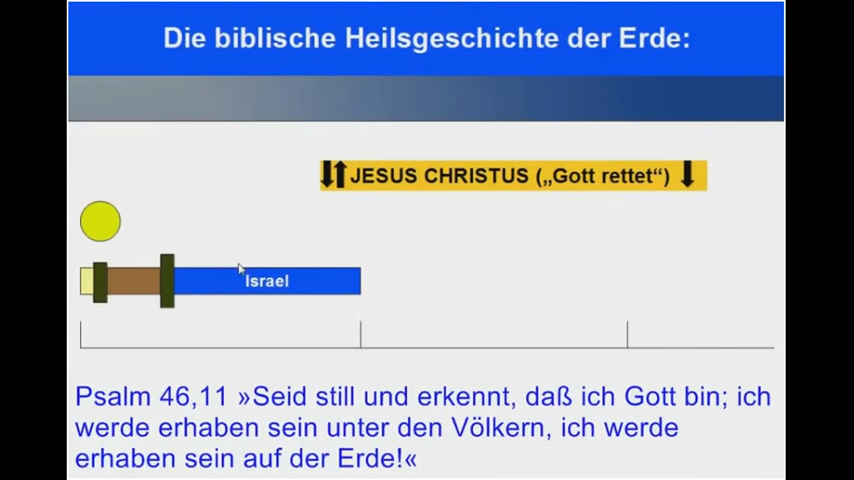 Die biblische Heilsgeschichte der Erde:
JESUS CHRISTUS („Gott rettet“)
Israel
Psalm 46,11 »Seid still und erkennt, daß ich Gott bin; ich
werde erhaben sein unter den Völkern, ich werde
erhaben sein auf der Erde!«